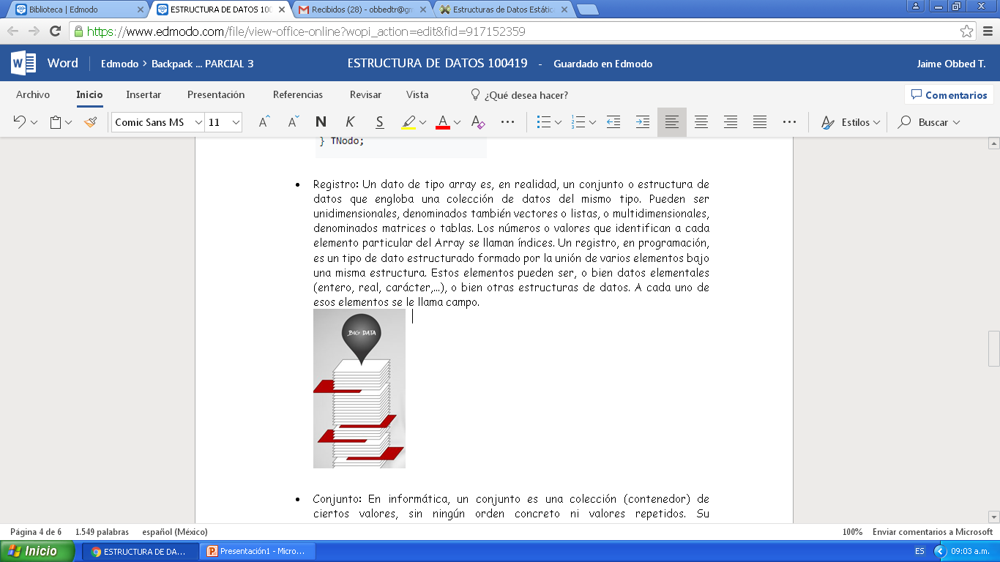 Biblioteca | Edmodo
ESTRUCTURA DE DATOS 100
Recibidos (28) - obbedtr@gm
Estructuras de Datos Estátic
https://www.edmodo.com/file/view-office-online?wopi_action=edit&fid=917152359
Word Edmodo > Backpack ... PARCIAL 3 ESTRUCTURA DE DATOS 100419 - Guardado en Edmodo Jaime Obbed T.
Archivo Inicio Insertar Presentación Referencias Revisar Vista ¿Qué desea hacer? Comentarios
Comic Sans MS 11 A A N K S A A ... ... Estilos Buscar
} TNodo;
• Registro: Un dato de tipo array es, en realidad, un conjunto o estructura de
datos que engloba una colección de datos del mismo tipo. Pueden ser
unidimensionales, denominados también vectores o listas, o multidimensionales,
denominados matrices o tablas. Los números o valores que identifican a cada
elemento particular del Array se llaman índices. Un registro, en programación,
es un tipo de dato estructurado formado por la unión de varios elementos bajo
una misma estructura. Estos elementos pueden ser, o bien datos elementales
(entero, real, carácter,...), o bien otras estructuras de datos. A cada uno de
esos elementos se le llama campo.
BIG DATA
• Conjunto: En informática, un conjunto es una colección (contenedor) de
ciertos valores, sin ningún orden concreto ni valores repetidos. Su
Página 4 de 6 1.549 palabras español (México) 100% Enviar comentarios a Microsoft
Inicio ESTRUCTURA DE DA... Presentación1 - Micro... ES 09:03 a.m.